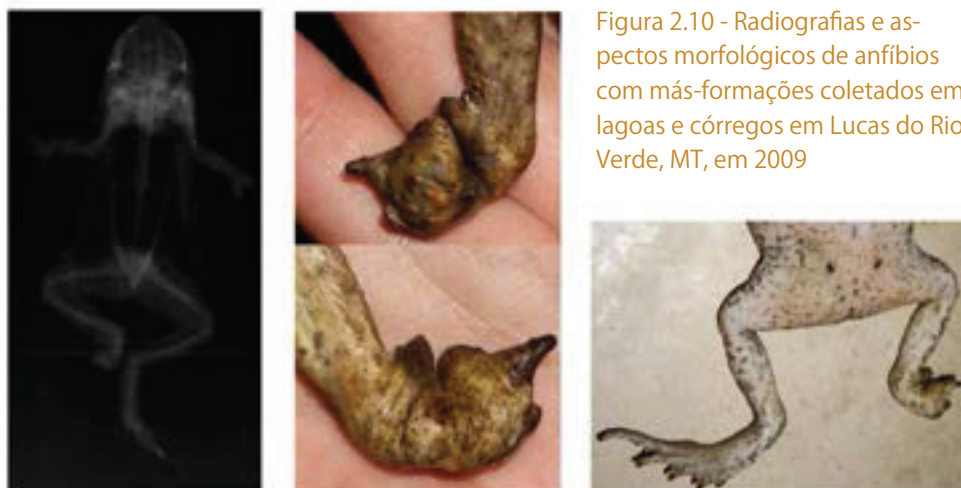 Figura 2.10 - Radiografias e as-
pectos morfológicos de anfíbios
com más-formações coletados em
lagoas e córregos em Lucas do Rio
Verde, MT, em 2009